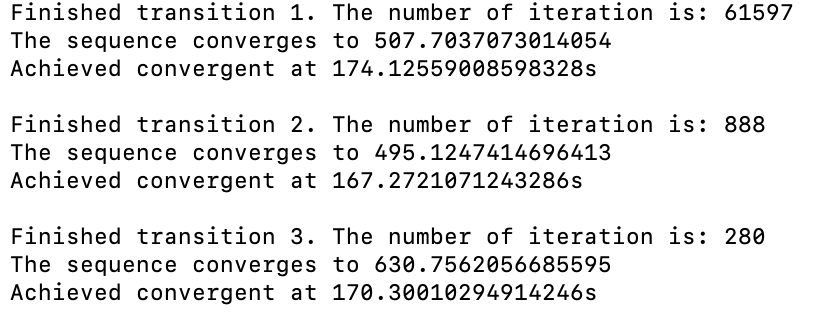 Finished transition 1. The number of iteration is: 61597
The sequence converges to 507.7037073014054
Achieved convergent at 174.12559008598328s
Finished transition 2. The number of iteration is: 888
The sequence converges to 495.1247414696413
Achieved convergent at 167.2721071243286s
Finished transition 3. The number of iteration is: 280
The sequence converges to 630.7562056685595
Achieved convergent at 170.30010294914246s